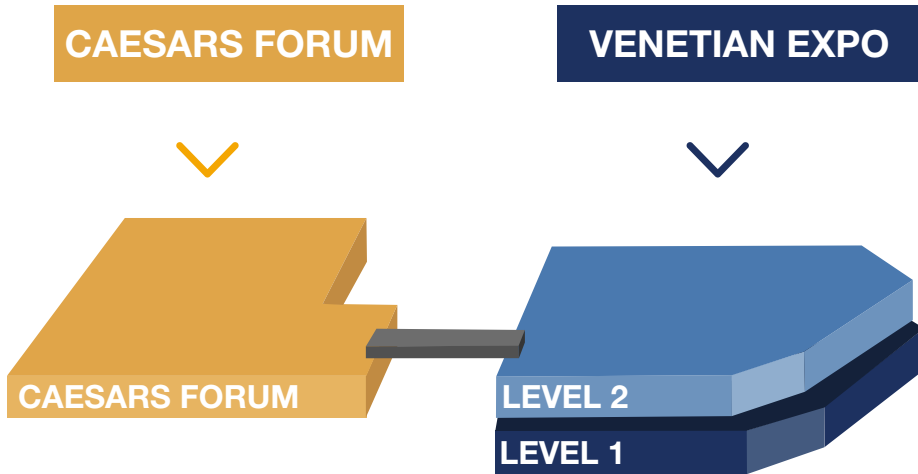 CAESARS FORUM
VENETIAN EXPO
CAESARS FORUM
LEVEL 2
LEVEL 1